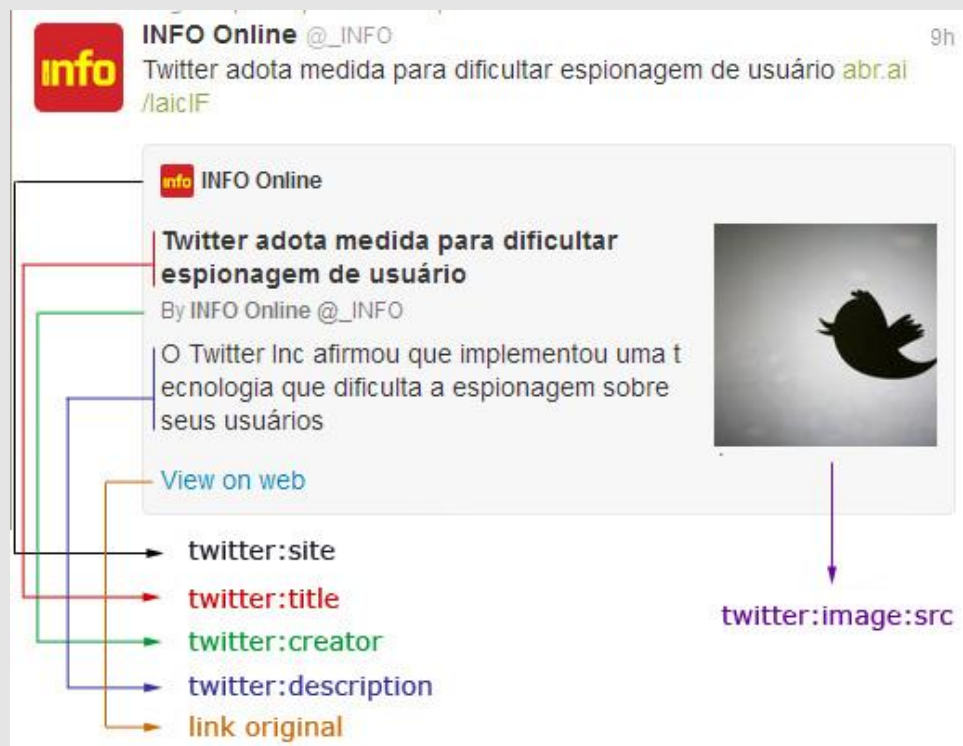 INFO Online @_INFO 9h
info
Twitter adota medida para dificultar espionagem de usuário abr.ai
/IaicIF
info INFO Online
Twitter adota medida para dificultar
espionagem de usuário
By INFO Online @_INFO
O Twitter Inc afirmou que implementou uma t
ecnologia que dificulta a espionagem sobre
seus usuários
View on web
twitter:site
twitter:title
twitter:creator
twitter:description
link original
twitter:image:src